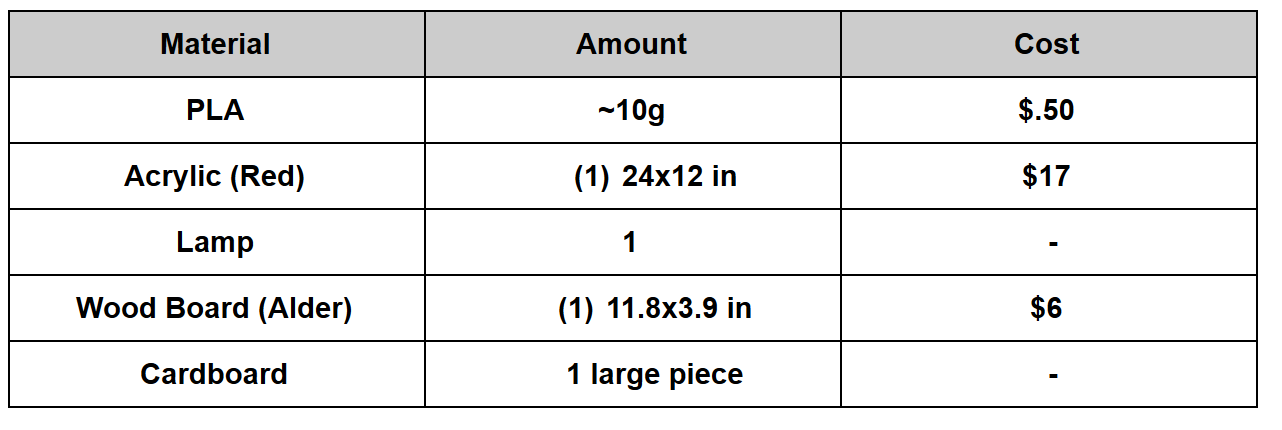 Material Amount Cost
PLA ~10g $.50
Acrylic (Red) (1) 24x12 in $17
Lamp 1 -
Wood Board (Alder) (1) 11.8x3.9 in $6
Cardboard 1 large piece -